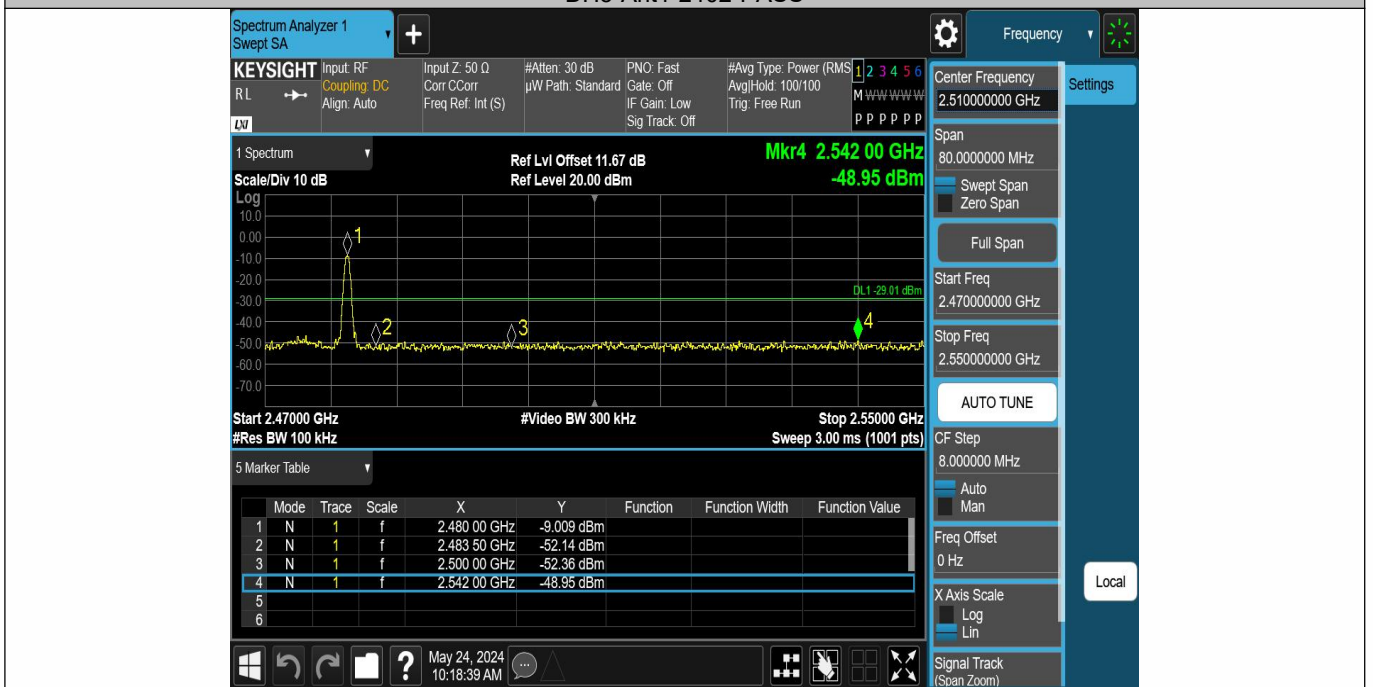 Spectrum Analyzer 1
Swept SA
+
Frequency
KEYSIGHT
RL
LXI
Input: RF
Coupling: DC
Align: Auto
Input Z: 50 Ω
Corr CCorr
Freq Ref: Int (S)
#Atten: 30 dB
µW Path: Standard
PNO: Fast
Gate: Off
IF Gain: Low
Sig Track: Off
#Avg Type: Power (RMS
Avg|Hold: 100/100
Trig: Free Run
1 2 3 4 5 6
M W W W W W
P P P P P P
1 Spectrum
Scale/Div 10 dB
Ref Lvl Offset 11.67 dB
Ref Level 20.00 dBm
Mkr4 2.542 00 GHz
-48.95 dBm
Log
10.0
0.00
-10.0
-20.0
-30.0
-40.0
-50.0
-60.0
-70.0
1
2
3
4
DL1 -29.01 dBm
Start 2.47000 GHz
#Video BW 300 kHz
Stop 2.55000 GHz
#Res BW 100 kHz
Sweep 3.00 ms (1001 pts)
5 Marker Table
Mode Trace Scale X Y Function Function Width Function Value
1 N 1 f 2.480 00 GHz -9.009 dBm
2 N 1 f 2.483 50 GHz -52.14 dBm
3 N 1 f 2.500 00 GHz -52.36 dBm
4 N 1 f 2.542 00 GHz -48.95 dBm
5
6
?
May 24, 2024
10:18:39 AM
Center Frequency
2.510000000 GHz
Settings
Span
80.0000000 MHz
Swept Span
Zero Span
Full Span
Start Freq
2.470000000 GHz
Stop Freq
2.550000000 GHz
AUTO TUNE
CF Step
8.000000 MHz
Auto
Man
Freq Offset
0 Hz
X Axis Scale
Log
Lin
Local
Signal Track
(Span Zoom)